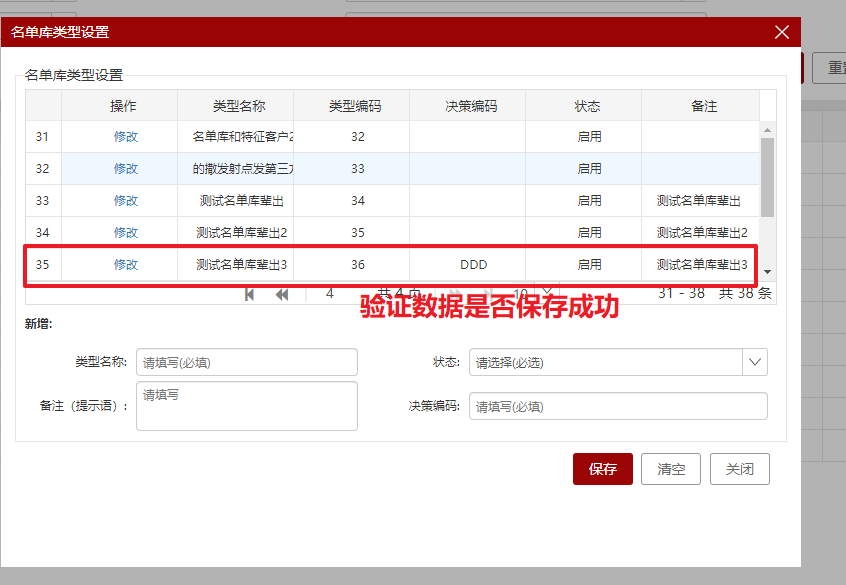 名单库类型设置
重置
名单库类型设置
操作 类型名称 类型编码 决策编码 状态 备注
31 修改 名单库和特征客户2 32 启用
32 修改 的撒发射点发第三方 33 启用
33 修改 测试名单库辈出 34 启用 测试名单库辈出
34 修改 测试名单库辈出2 35 启用 测试名单库辈出2
35 修改 测试名单库辈出3 36 DDD 启用 测试名单库辈出3
4 共 4 页 10 31 - 38 共 38 条
验证数据是否保存成功
新增:
类型名称: 请填写(必填) 状态: 请选择(必选)
备注（提示语）: 请填写 决策编码: 请填写(必填)
保存 清空 关闭